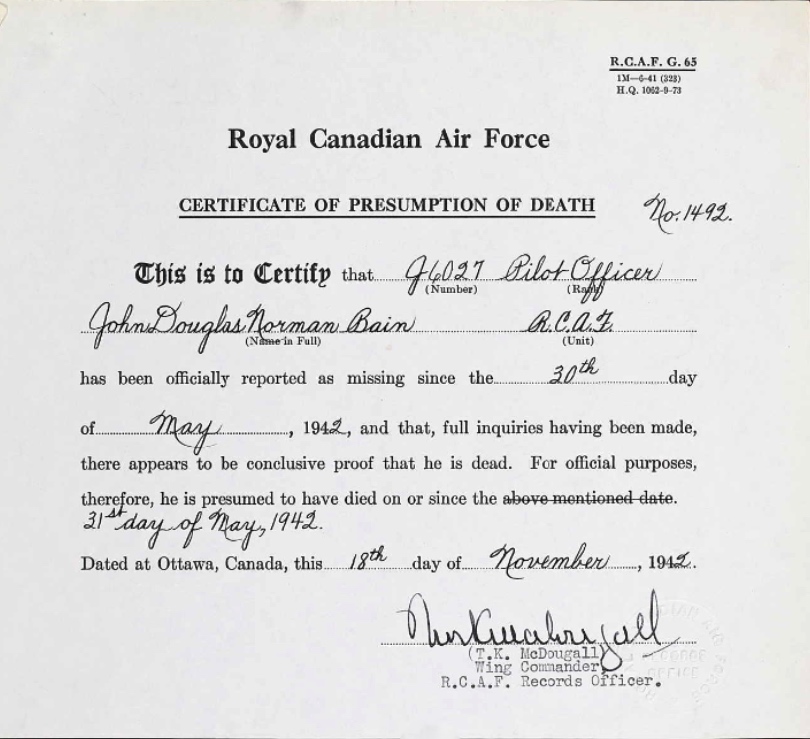 R.C.A.F. G. 65
1M—6-41 (323)
H.Q. 1062-9-73
Royal Canadian Air Force
CERTIFICATE OF PRESUMPTION OF DEATH No. 1492.
This is to Certify that J6027 Pilot Officer
(Number) (Rank)
John Douglas Norman Bain R.C.A.F.
(Name in Full) (Unit)
has been officially reported as missing since the 30th day
of May, 1942, and that, full inquiries having been made,
there appears to be conclusive proof that he is dead. For official purposes,
therefore, he is presumed to have died on or since the above mentioned date.
31st day of May, 1942.
Dated at Ottawa, Canada, this 18th day of November, 1942.
(T.K. McDougall)
Wing Commander
R.C.A.F. Records Officer.